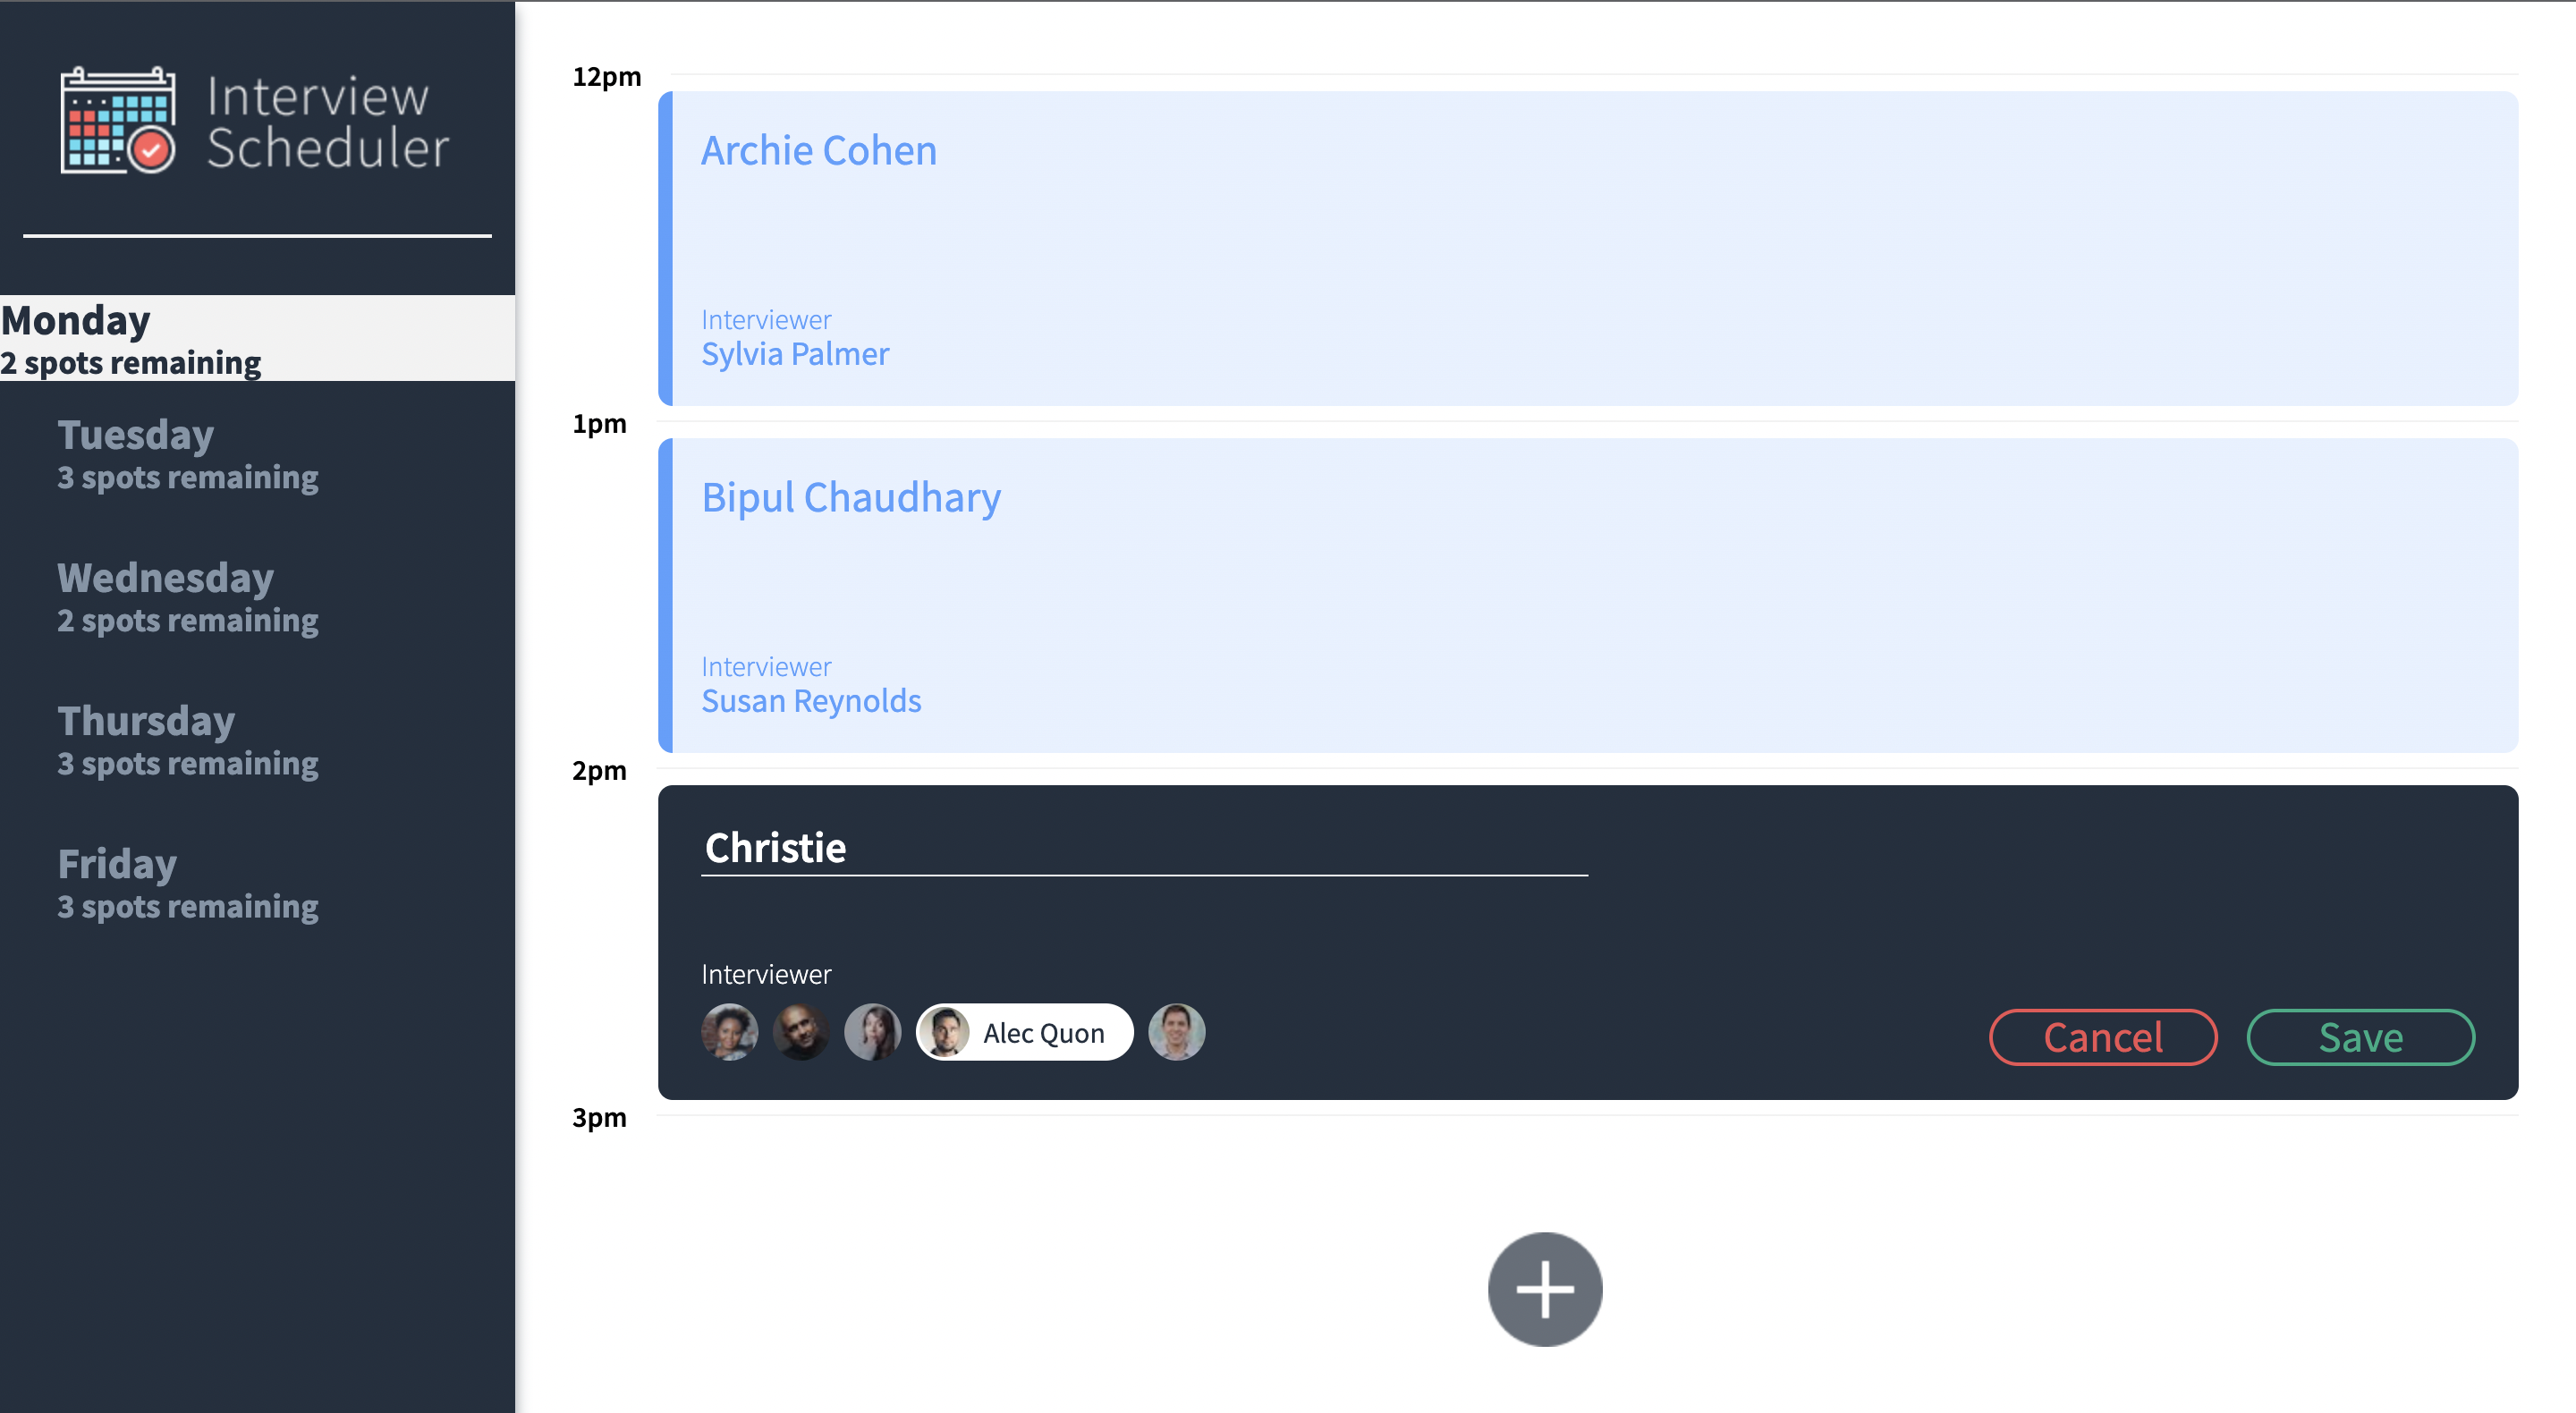 Interview
Scheduler
Monday
2 spots remaining
Tuesday
3 spots remaining
Wednesday
2 spots remaining
Thursday
3 spots remaining
Friday
3 spots remaining
12pm
Archie Cohen
Interviewer
Sylvia Palmer
1pm
Bipul Chaudhary
Interviewer
Susan Reynolds
2pm
Christie
Interviewer
Alec Quon
Cancel
Save
3pm